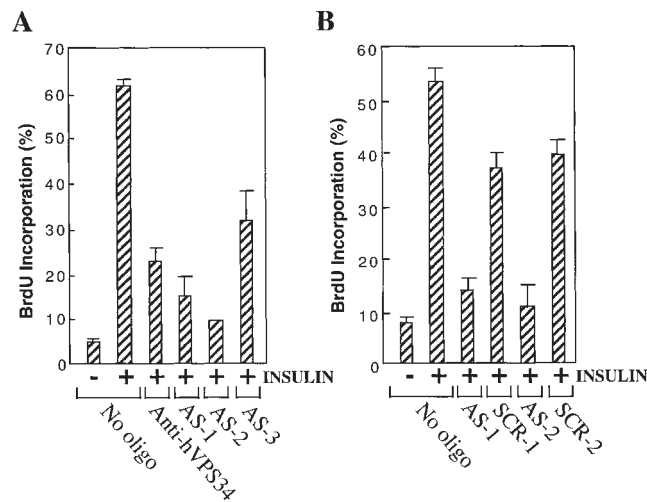 A
B
BrdU Incorporation (%)
70
60
50
40
30
20
10
0
- + + + + + INSULIN
No oligo
Anti-hVPS34
AS-1
AS-2
AS-3
BrdU Incorporation (%)
60
50
40
30
20
10
0
- + + + + + INSULIN
No oligo
AS-1
SCR-1
AS-2
SCR-2